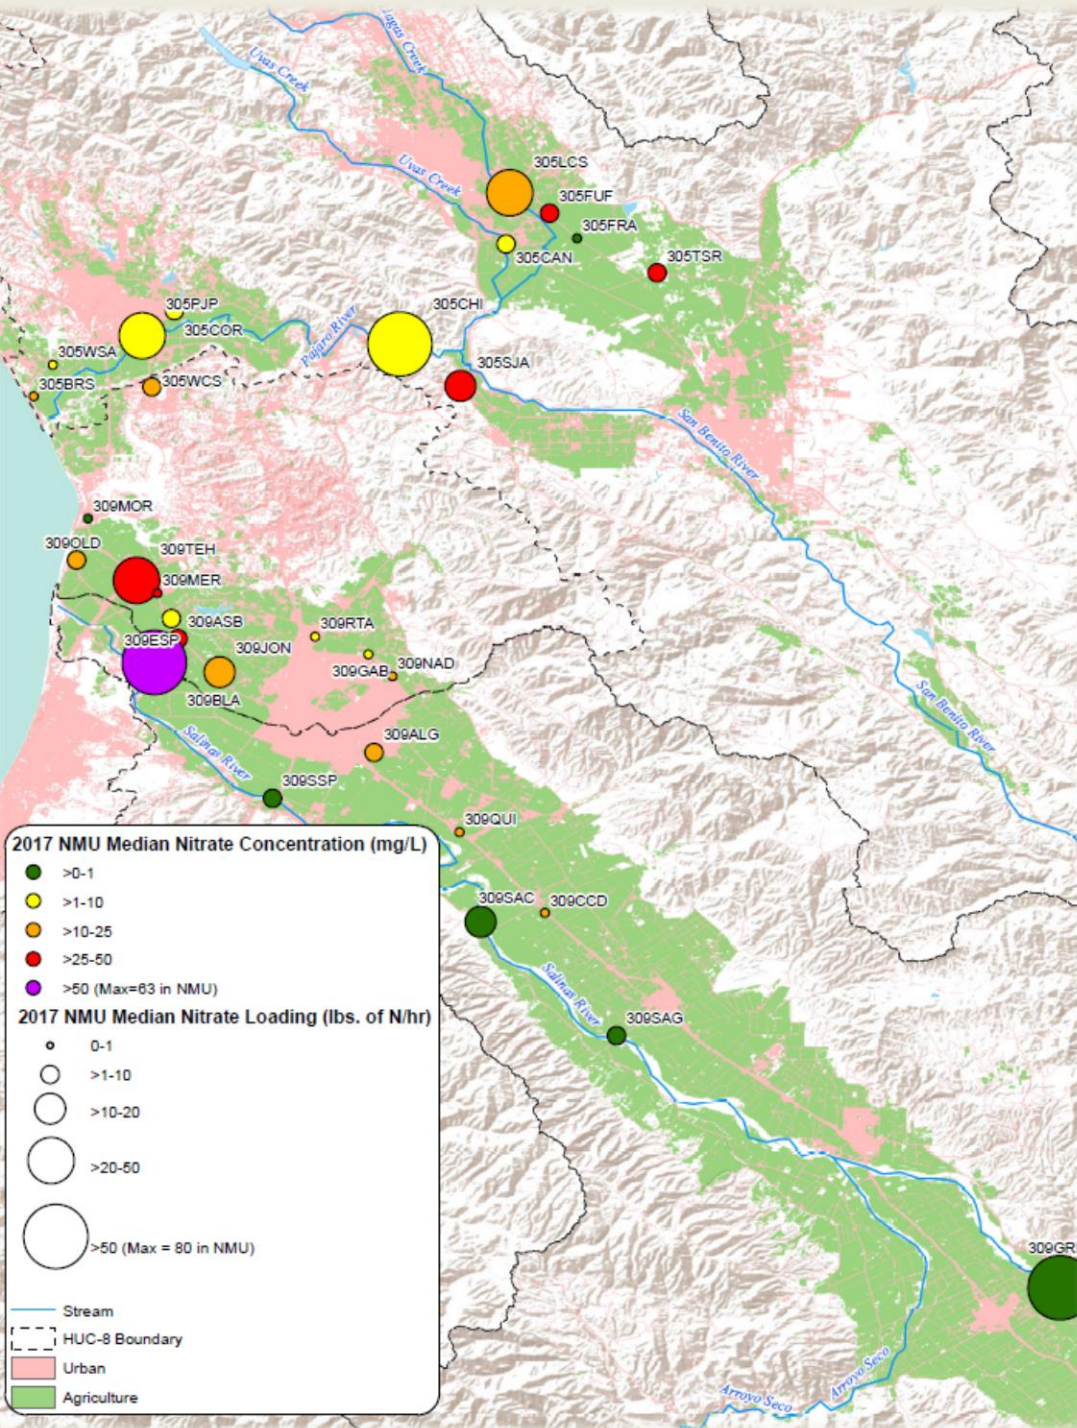 Llagas Creek
Uvas Creek
Uvas Creek
305LCS
305FUF
305FRA
305CAN
305TSR
305PJP
305CHI
305COR
Pajaro River
305WSA
305SJA
305BRS
305WCS
San Benito River
309MOR
309OLD
309TEH
309MER
309ASB
309RTA
309ESP
309JON
309GAB
309NAD
309BLA
San Benito River
309ALG
Salinas River
309SSP
309QUI
2017 NMU Median Nitrate Concentration (mg/L)
>0-1
>1-10
>10-25
>25-50
>50 (Max=63 in NMU)
2017 NMU Median Nitrate Loading (lbs. of N/hr)
0-1
>1-10
>10-20
>20-50
>50 (Max = 80 in NMU)
Stream
HUC-8 Boundary
Urban
Agriculture
309SAC
309CCD
Salinas River
309SAG
309GR
Arroyo Seco
Arroyo Seco